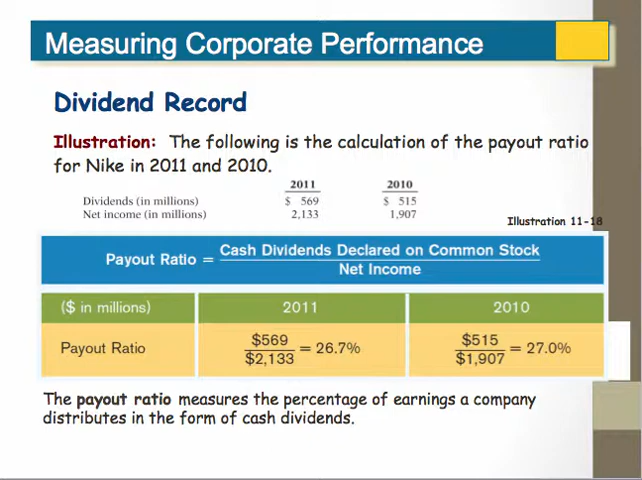 Measuring Corporate Performance
Dividend Record
Illustration: The following is the calculation of the payout ratio
for Nike in 2011 and 2010.
2011 2010
Dividends (in millions) $ 569 $ 515
Net income (in millions) 2,133 1,907
Illustration 11-18
Payout Ratio = Cash Dividends Declared on Common Stock
Net Income
($ in millions) 2011 2010
Payout Ratio $569 / $2,133 = 26.7% $515 / $1,907 = 27.0%
The payout ratio measures the percentage of earnings a company
distributes in the form of cash dividends.